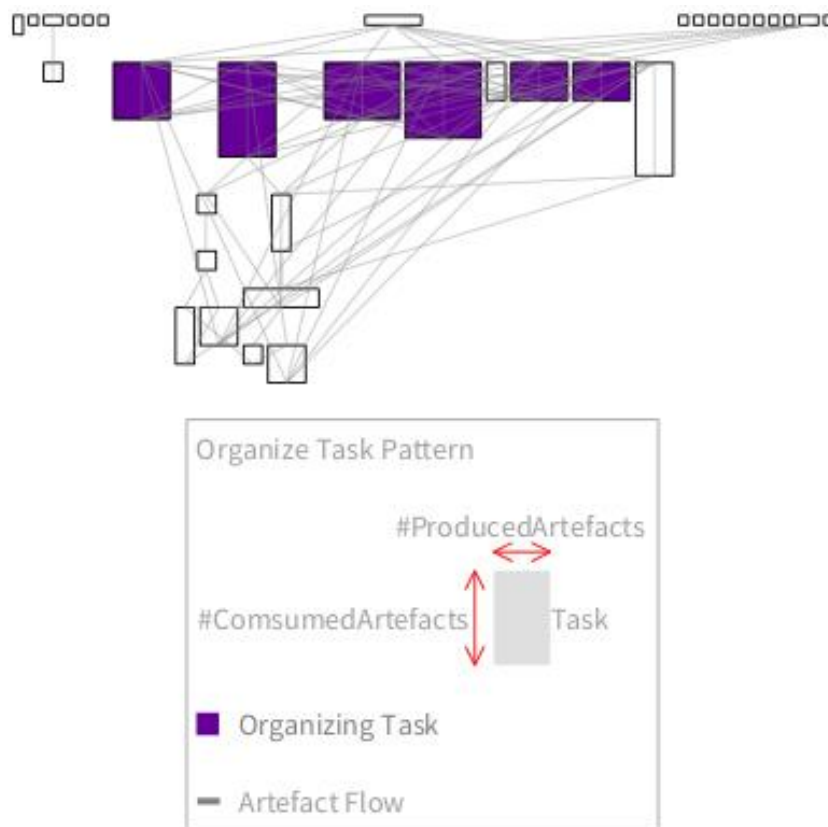 Organize Task Pattern
#ProducedArtefacts
#ComsumedArtefacts
Task
Organizing Task
Artefact Flow